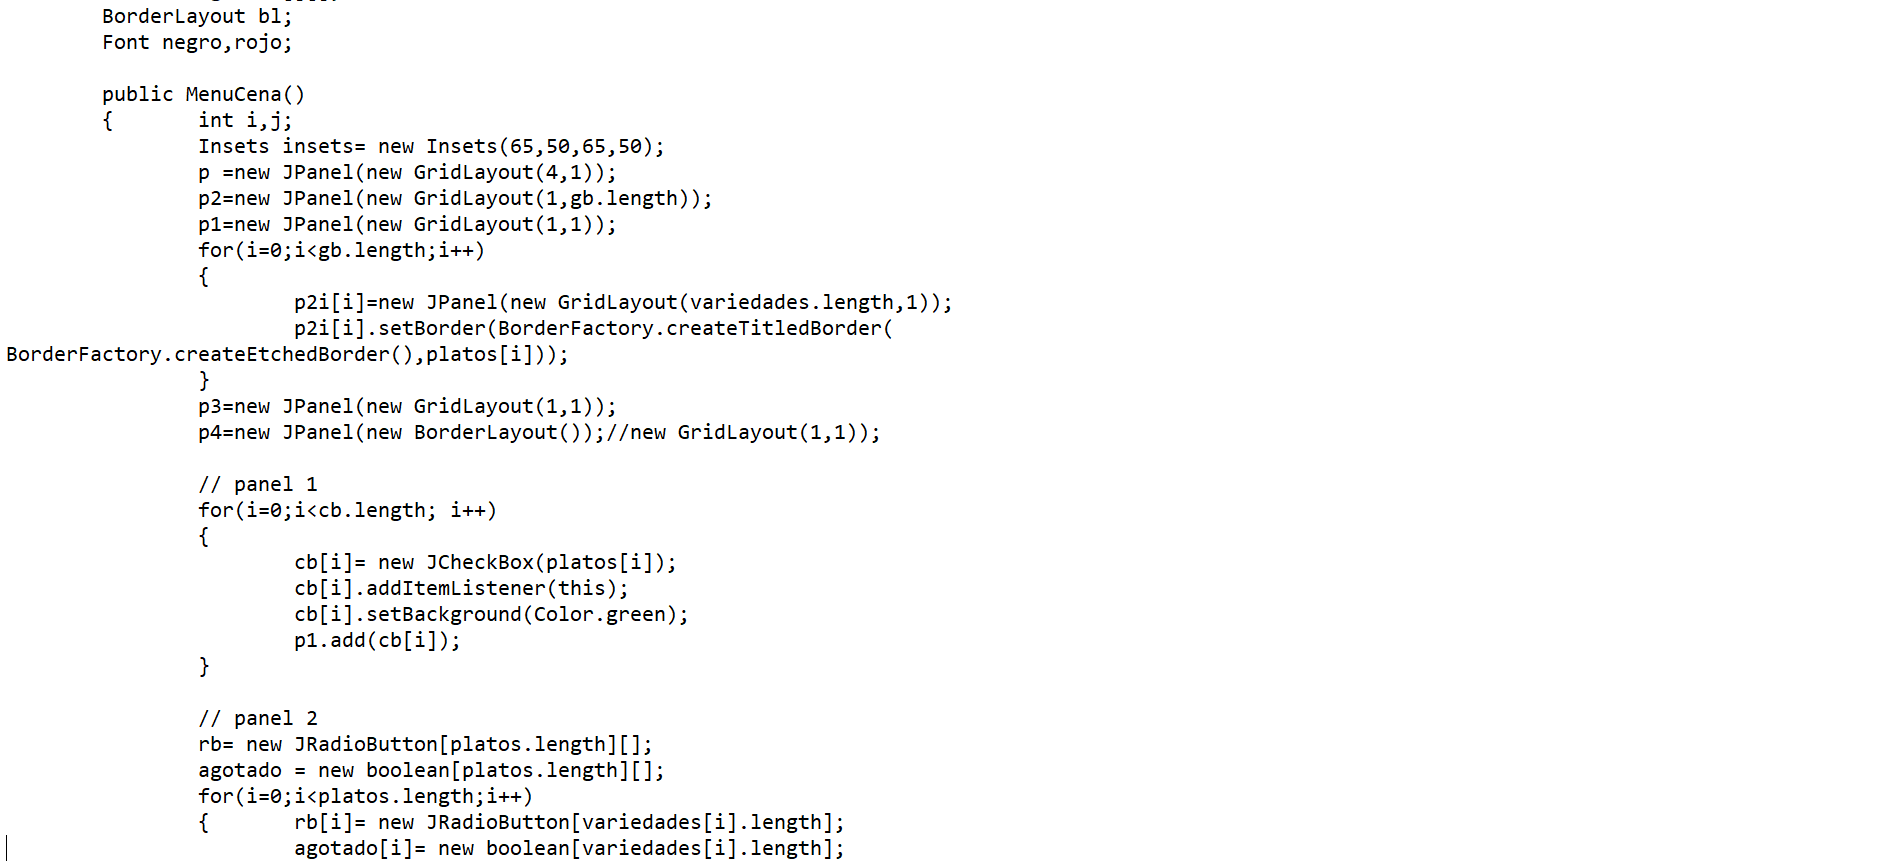 BorderLayout bl;
Font negro,rojo;
public MenuCena()
{ int i,j;
Insets insets= new Insets(65,50,65,50);
p =new JPanel(new GridLayout(4,1));
p2=new JPanel(new GridLayout(1,gb.length));
p1=new JPanel(new GridLayout(1,1));
for(i=0;i<gb.length;i++)
{
p2i[i]=new JPanel(new GridLayout(variedades.length,1));
p2i[i].setBorder(BorderFactory.createTitledBorder(
BorderFactory.createEtchedBorder(),platos[i]));
}
p3=new JPanel(new GridLayout(1,1));
p4=new JPanel(new BorderLayout());//new GridLayout(1,1));
// panel 1
for(i=0;i<cb.length; i++)
{
cb[i]= new JCheckBox(platos[i]);
cb[i].addItemListener(this);
cb[i].setBackground(Color.green);
p1.add(cb[i]);
}
// panel 2
rb= new JRadioButton[platos.length][];
agotado = new boolean[platos.length][];
for(i=0;i<platos.length;i++)
{ rb[i]= new JRadioButton[variedades[i].length];
agotado[i]= new boolean[variedades[i].length];